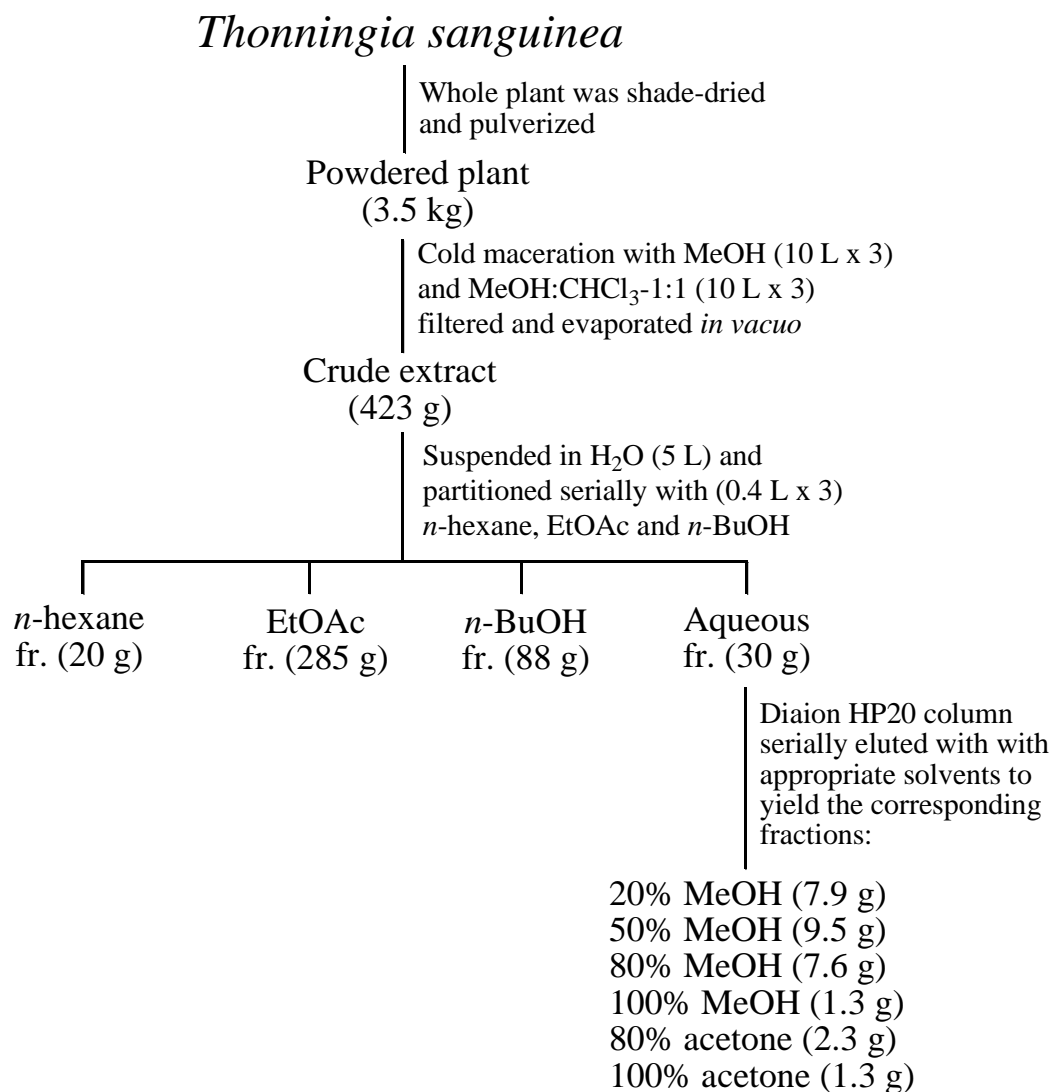 Thonningia sanguinea
Whole plant was shade-dried
and pulverized
Powdered plant
(3.5 kg)
Cold maceration with MeOH (10 L x 3)
and MeOH:CHCl₃-1:1 (10 L x 3)
filtered and evaporated in vacuo
Crude extract
(423 g)
Suspended in H₂O (5 L) and
partitioned serially with (0.4 L x 3)
n-hexane, EtOAc and n-BuOH
n-hexane
fr. (20 g)
EtOAc
fr. (285 g)
n-BuOH
fr. (88 g)
Aqueous
fr. (30 g)
Diaion HP20 column
serially eluted with with
appropriate solvents to
yield the corresponding
fractions:
20% MeOH (7.9 g)
50% MeOH (9.5 g)
80% MeOH (7.6 g)
100% MeOH (1.3 g)
80% acetone (2.3 g)
100% acetone (1.3 g)